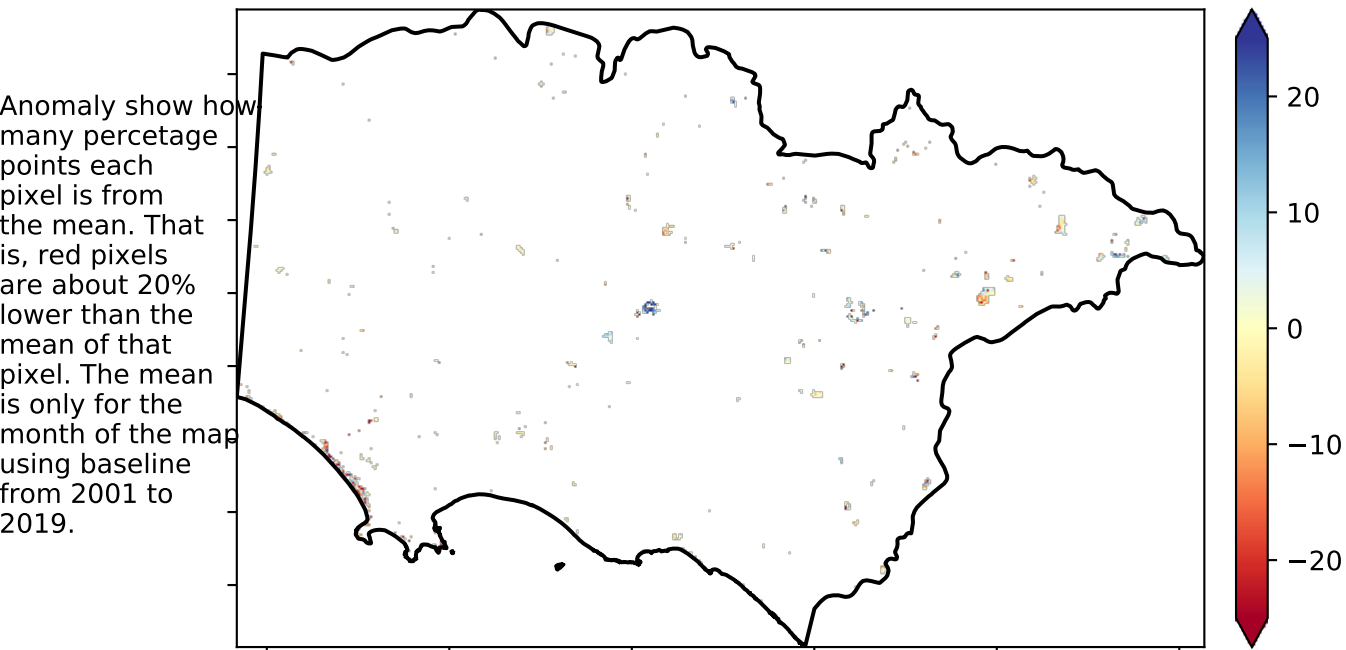 Anomaly show how
many percetage
points each
pixel is from
the mean. That
is, red pixels
are about 20%
lower than the
mean of that
pixel. The mean
is only for the
month of the map
using baseline
from 2001 to
2019.
20
10
0
−10
−20